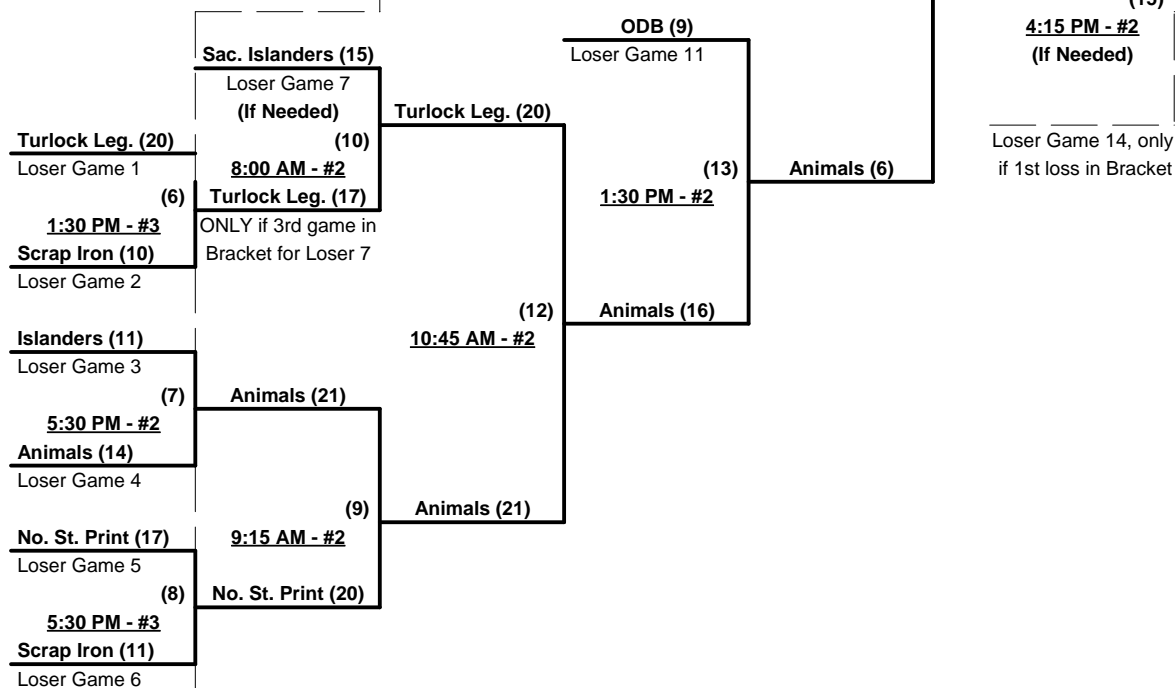 (15)
4:15 PM - #2
(If Needed)
Loser Game 14, only
if 1st loss in Bracket
ODB (9)
Loser Game 11
Sac. Islanders (15)
Loser Game 7
(If Needed)
Turlock Leg. (20)
Turlock Leg. (20)
(10)
Loser Game 1
8:00 AM - #2
(13)
Animals (6)
(6)
Turlock Leg. (17)
1:30 PM - #2
1:30 PM - #3
ONLY if 3rd game in
Scrap Iron (10)
Bracket for Loser 7
Loser Game 2
(12)
Animals (16)
Islanders (11)
10:45 AM - #2
Loser Game 3
(7)
Animals (21)
5:30 PM - #2
Animals (14)
Loser Game 4
(9)
Animals (21)
No. St. Print (17)
9:15 AM - #2
Loser Game 5
(8)
No. St. Print (20)
5:30 PM - #3
Scrap Iron (11)
Loser Game 6